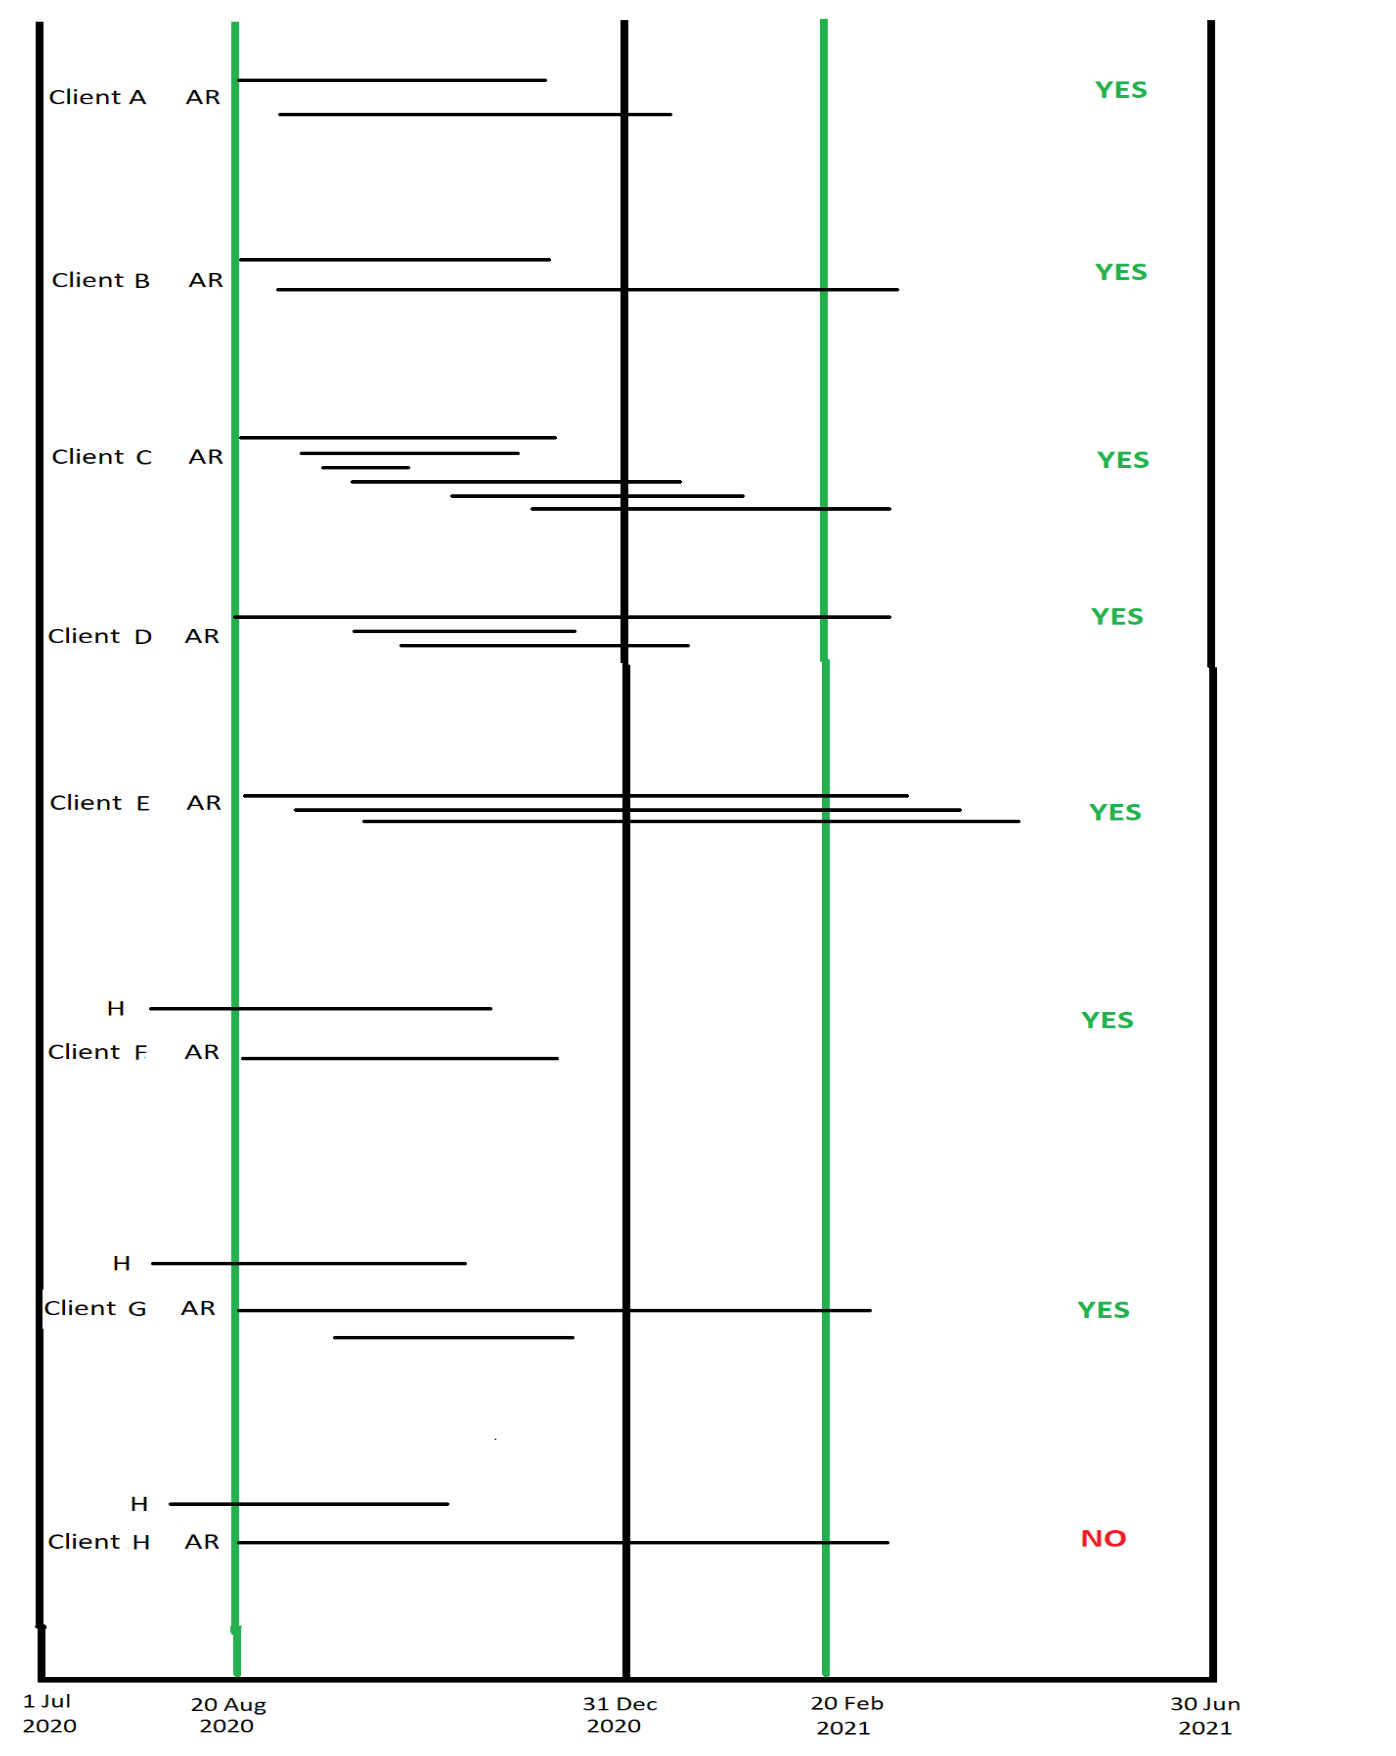 Client A AR YES
Client B AR YES
Client C AR YES
Client D AR YES
Client E AR YES
H
Client F AR YES
H
Client G AR YES
H
Client H AR NO
1 Jul 2020
20 Aug 2020
31 Dec 2020
20 Feb 2021
30 Jun 2021